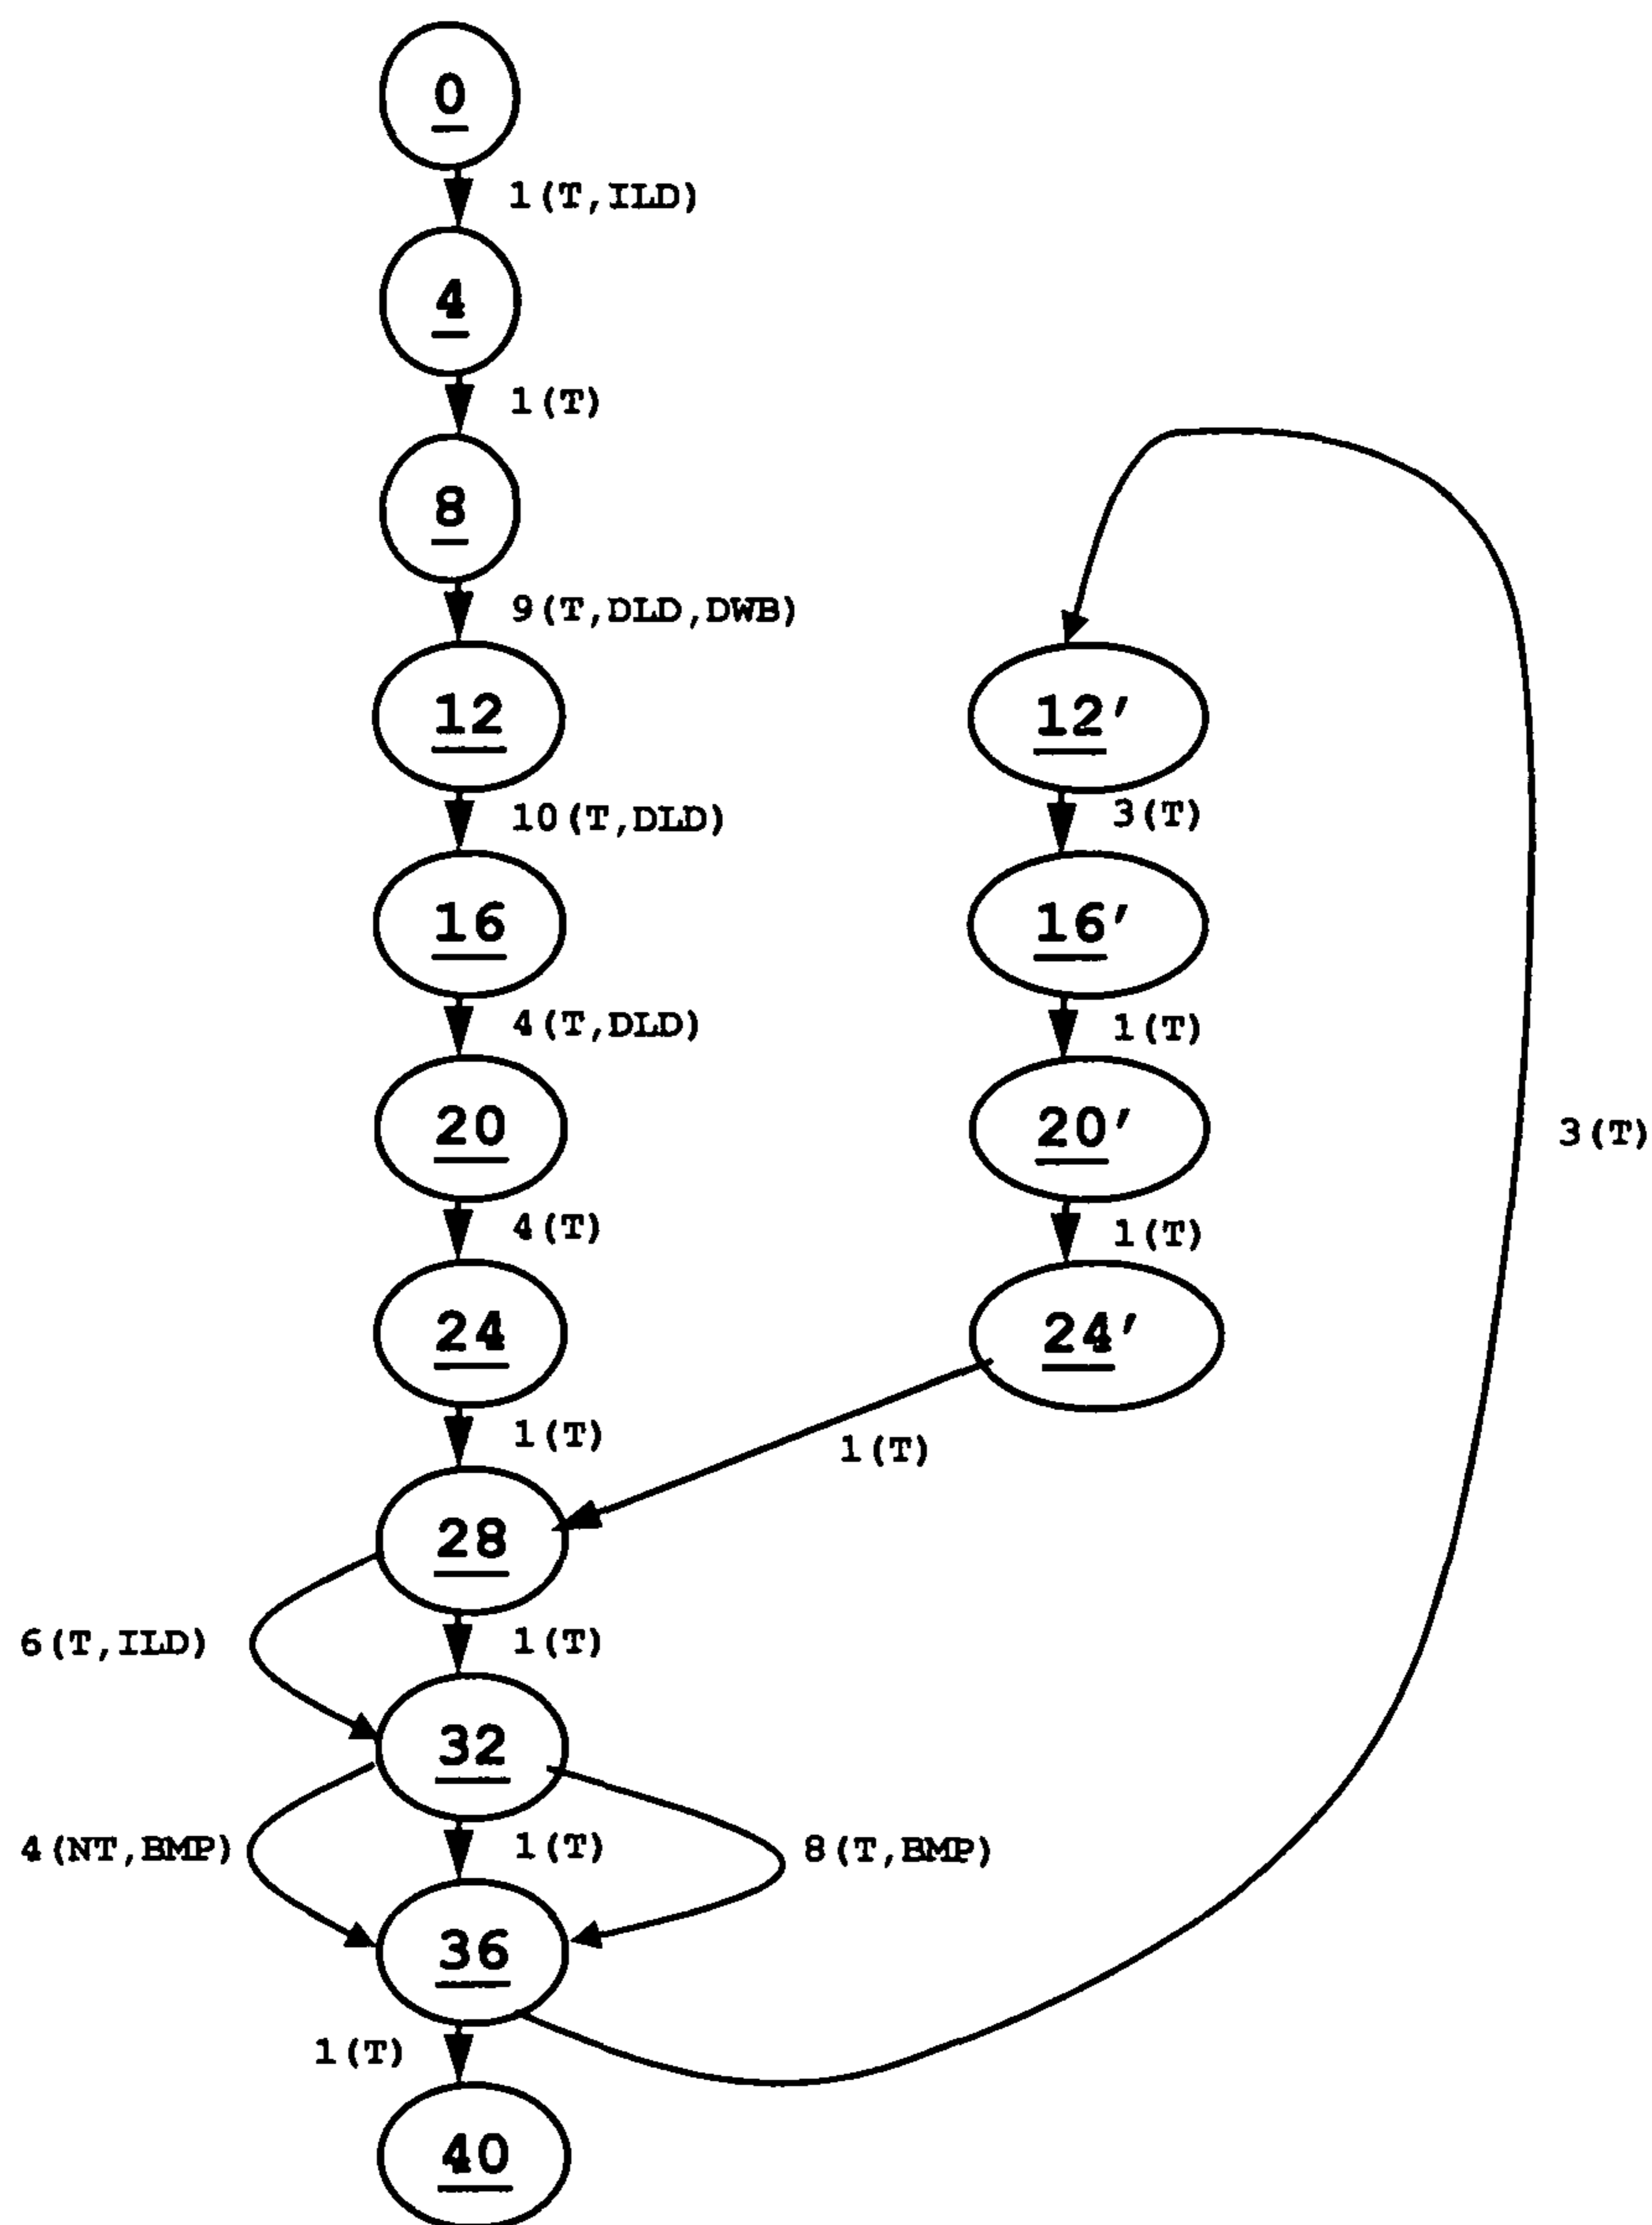 0
1(T,ILD)
4
1(T)
8
9(T,DLD,DWB)
12
12'
10(T,DLD)
3(T)
16
16'
4(T,DLD)
1(T)
20
20'
3(T)
4(T)
1(T)
24
24'
1(T)
1(T)
28
6(T,ILD)
1(T)
32
4(NT,BMP)
1(T)
8(T,BMP)
36
1(T)
40